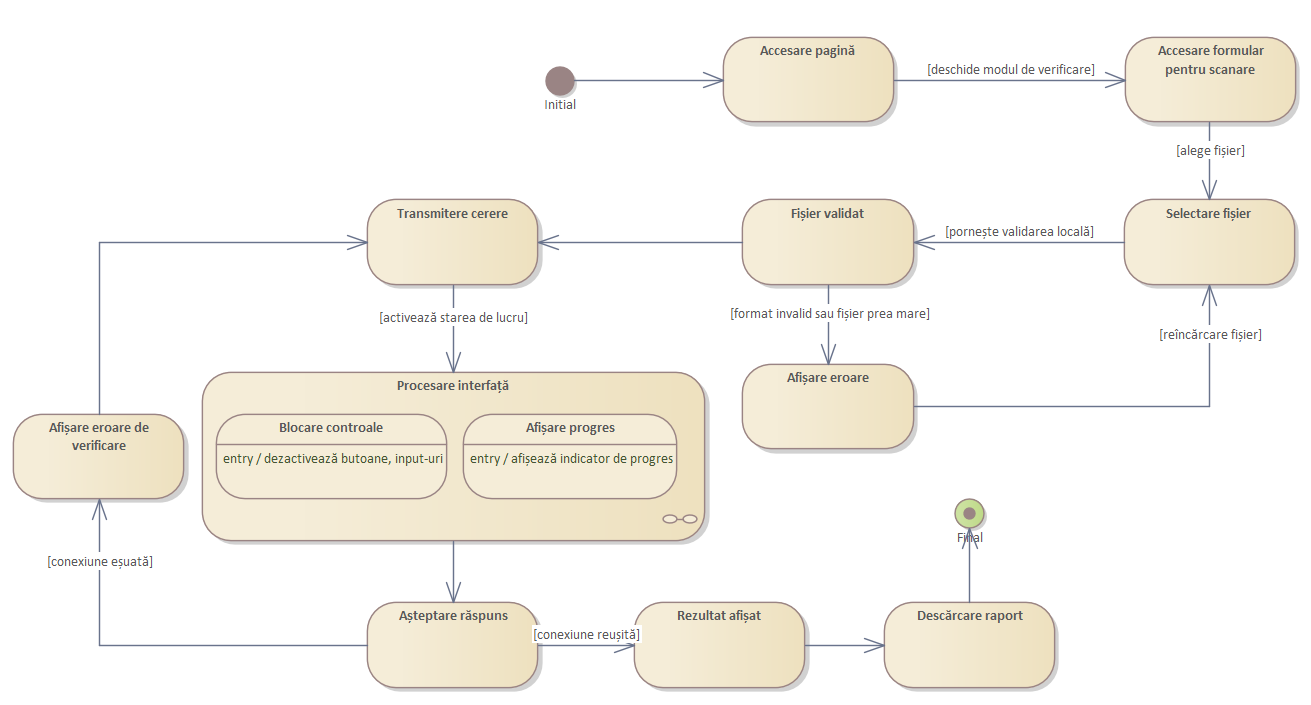 Accesare pagină
[deschide modul de verificare]
Accesare formular
pentru scanare
Initial
[alege fișier]
Transmitere cerere
Fișier validat
[pornește validarea locală]
Selectare fișier
[activează starea de lucru]
[format invalid sau fișier prea mare]
[reîncărcare fișier]
Procesare interfață
Afișare eroare
Afișare eroare de
verificare
Blocare controale
entry / dezactivează butoane, input-uri
Afișare progres
entry / afișează indicator de progres
Final
[conexiune eșuată]
Așteptare răspuns
[conexiune reușită]
Rezultat afișat
Descărcare raport